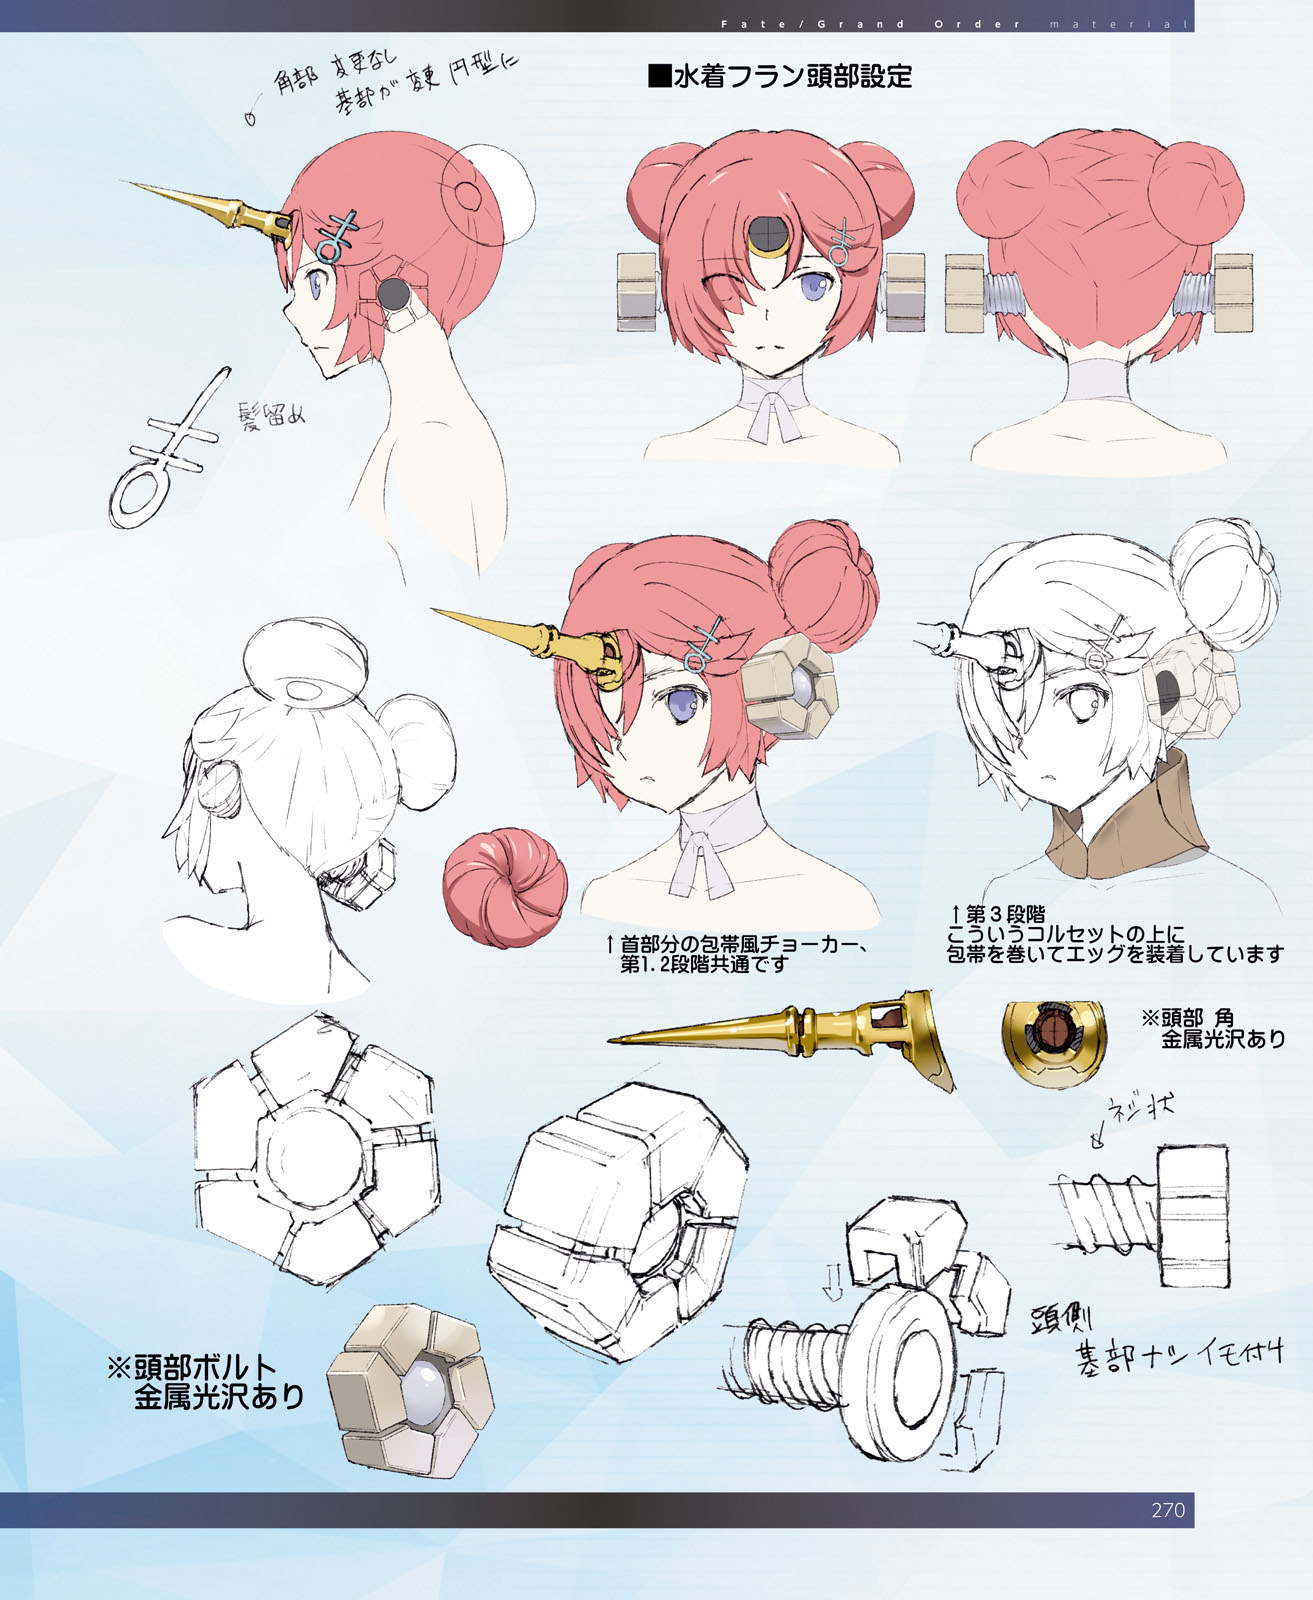 Fate/Grand Order material
■水着フラン頭部設定
角部 変更なし
基部が変更 円型に
髪留め
↑首部分の包帯風チョーカー、
第1.2段階共通です
↑第3段階
こういうコルセットの上に
包帯を巻いてエッグを装着しています
※頭部 角
金属光沢あり
ネジ状
頭側
基部ナシ イモ付け
※頭部ボルト
金属光沢あり
270